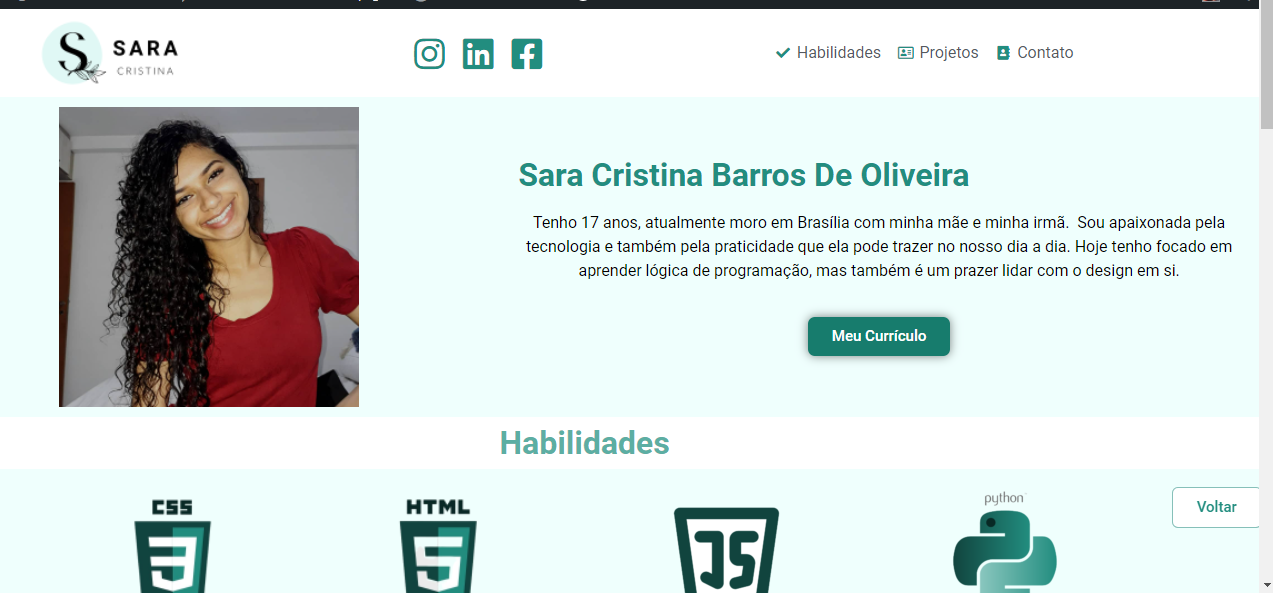 SARA
CRISTINA
Habilidades Projetos Contato
Sara Cristina Barros De Oliveira
Tenho 17 anos, atualmente moro em Brasília com minha mãe e minha irmã. Sou apaixonada pela
tecnologia e também pela praticidade que ela pode trazer no nosso dia a dia. Hoje tenho focado em
aprender lógica de programação, mas também é um prazer lidar com o design em si.
Meu Currículo
Habilidades
CSS HTML JS python
Voltar